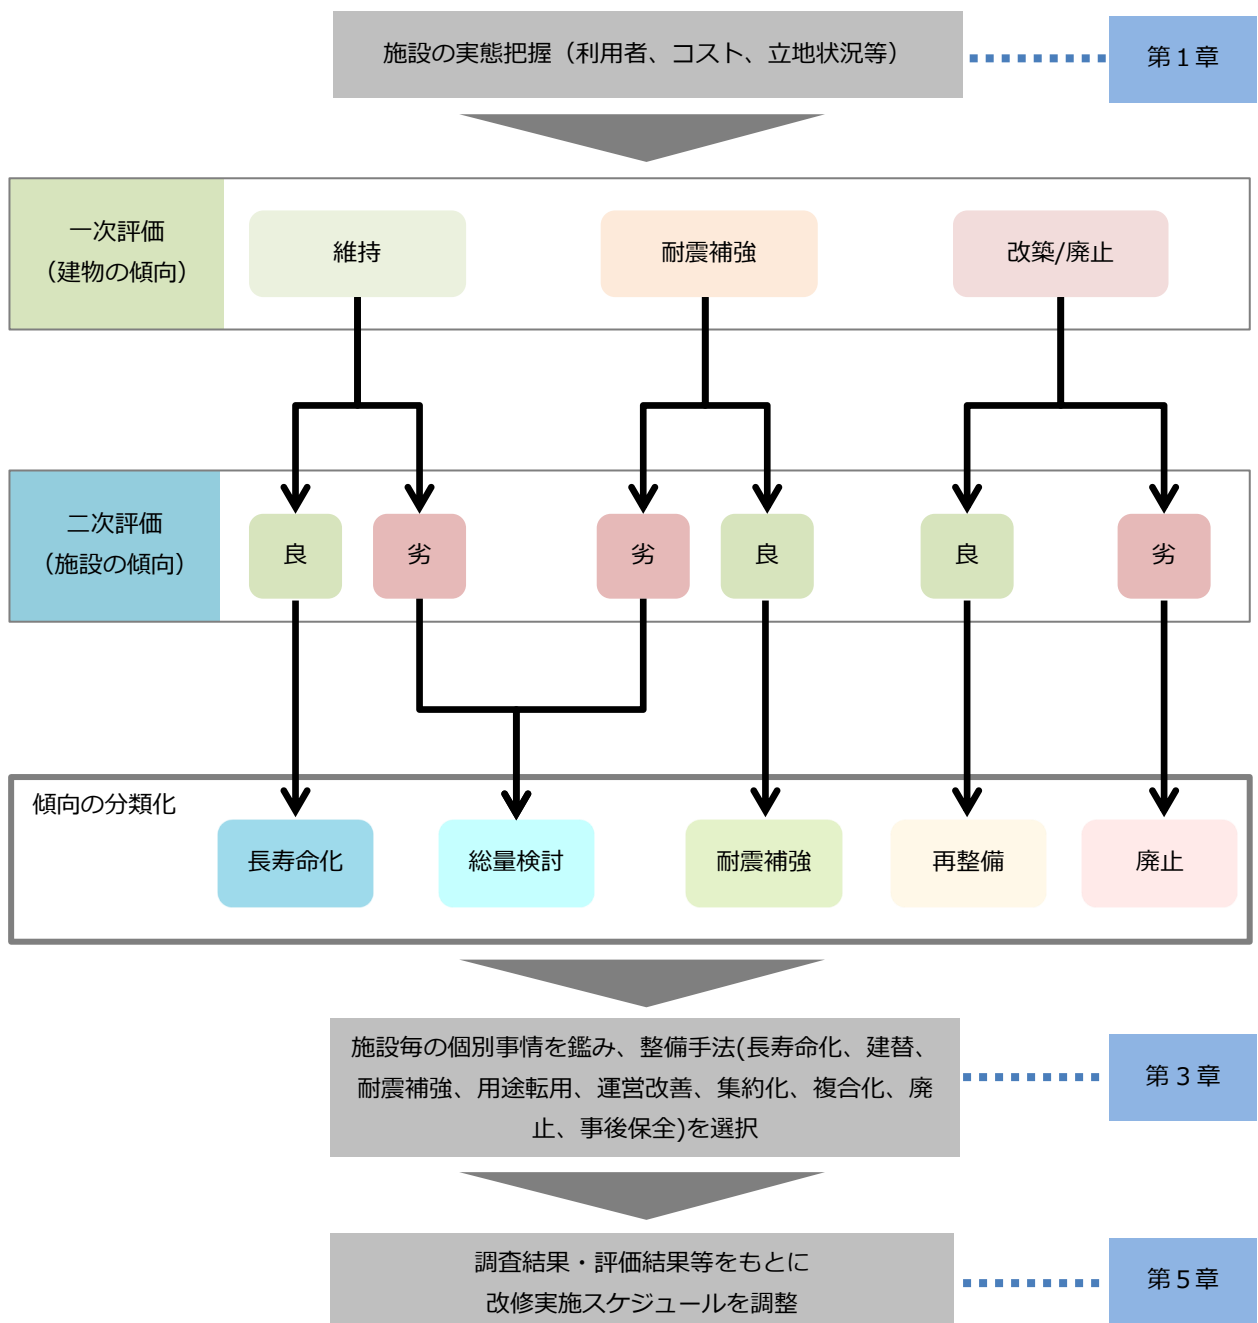 施設の実態把握（利用者、コスト、立地状況等）
第１章
一次評価
（建物の傾向）
維持
耐震補強
改築/廃止
二次評価
（施設の傾向）
良
劣
劣
良
良
劣
傾向の分類化
長寿命化
総量検討
耐震補強
再整備
廃止
施設毎の個別事情を鑑み、整備手法(長寿命化、建替、
耐震補強、用途転用、運営改善、集約化、複合化、廃
止、事後保全)を選択
第３章
調査結果・評価結果等をもとに
改修実施スケジュールを調整
第５章